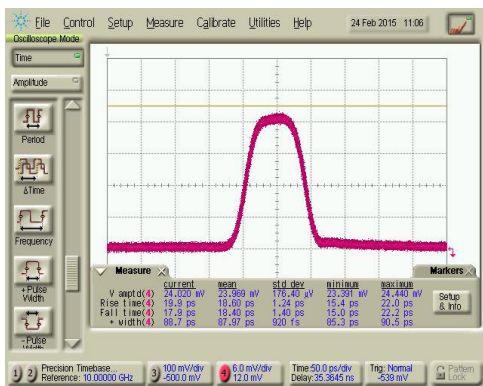 File Control Setup Measure Calibrate Utilities Help 24 Feb 2015 11:06
Oscilloscope Mode
Time
Amplitude
Period
ΔTime
Frequency
+ Pulse
Width
- Pulse
Width
Measure Markers
current mean std dev minimum maximum
V amptd(4) 24.020 mV 23.969 mV 176.40 µV 23.391 mV 24.440 mV
Rise time(4) 19.9 ps 18.60 ps 1.24 ps 15.4 ps 22.0 ps
Fall time(4) 17.9 ps 18.40 ps 1.40 ps 15.0 ps 22.2 ps
+ width(4) 88.7 ps 87.97 ps 920 fs 85.3 ps 90.5 ps
Setup
& Info
1 2 Precision Timebase...
Reference: 10.00000 GHz
3 100 mV/div
-500.0 mV
4 6.0 mV/div
12.0 mV
Time:50.0 ps/div
Delay:35.3645 ns
Trig: Normal
-539 mV
Pattern
Lock